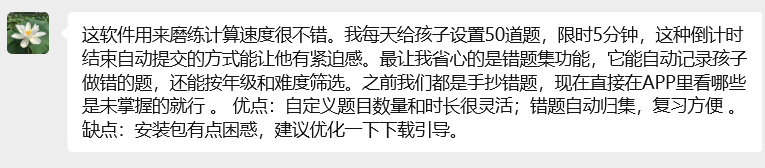 这软件用来磨练计算速度很不错。我每天给孩子设置50道题，限时5分钟，这种倒计时
结束自动提交的方式能让他有紧迫感。最让我省心的是错题集功能，它能自动记录孩子
做错的题，还能按年级和难度筛选。之前我们都是手抄错题，现在直接在APP里看哪些
是未掌握的就行 。 优点：自定义题目数量和时长很灵活；错题自动归集，复习方便 。
缺点：安装包有点困惑，建议优化一下下载引导。